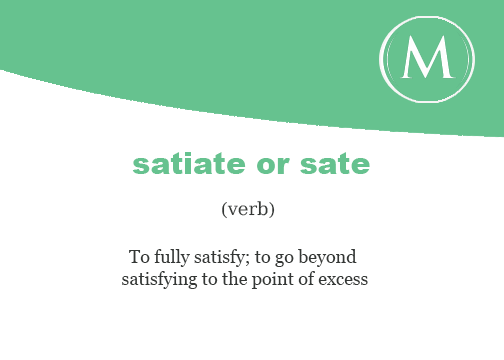 M
satiate or sate
(verb)
To fully satisfy; to go beyond
satisfying to the point of excess